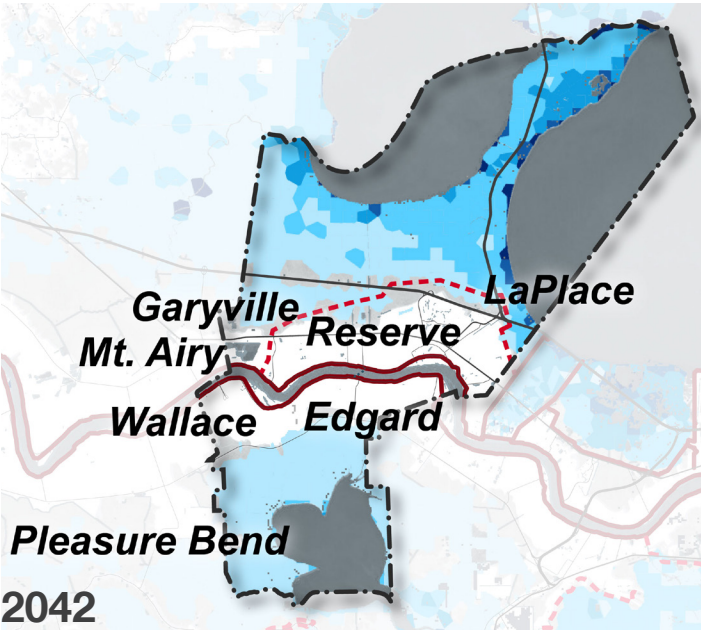 LaPlace
Garyville
Reserve
Mt. Airy
Wallace
Edgard
Pleasure Bend
2042